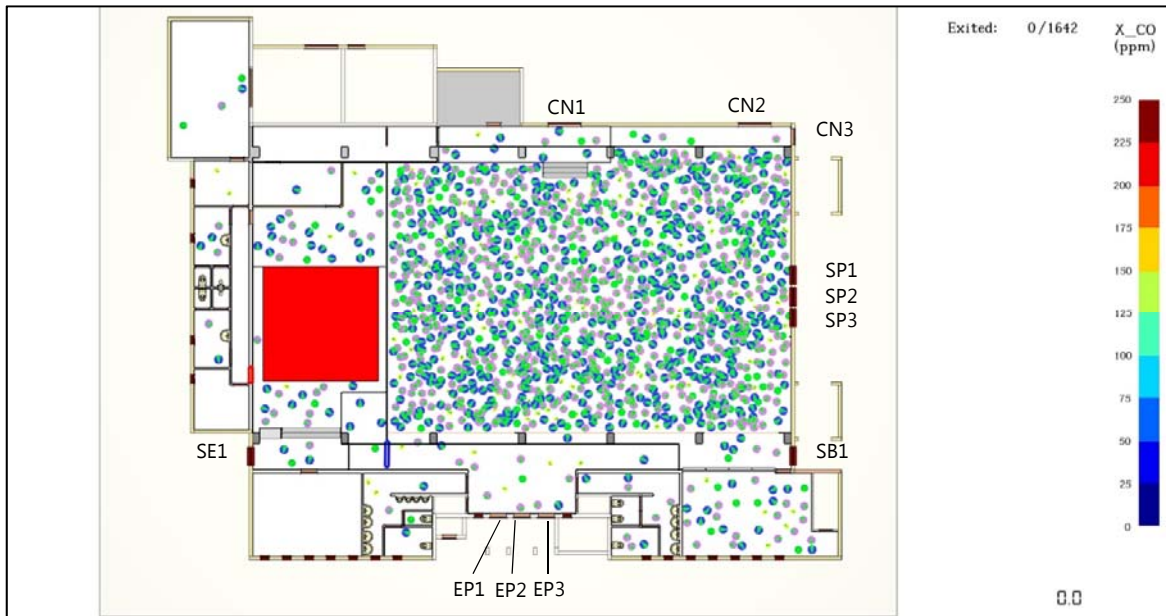 Exited: 0/1642 X_CO
(ppm)
250
225
200
175
150
125
100
75
50
25
0
CN1
CN2
CN3
SP1
SP2
SP3
SE1
SB1
EP1 EP2 EP3
0.0